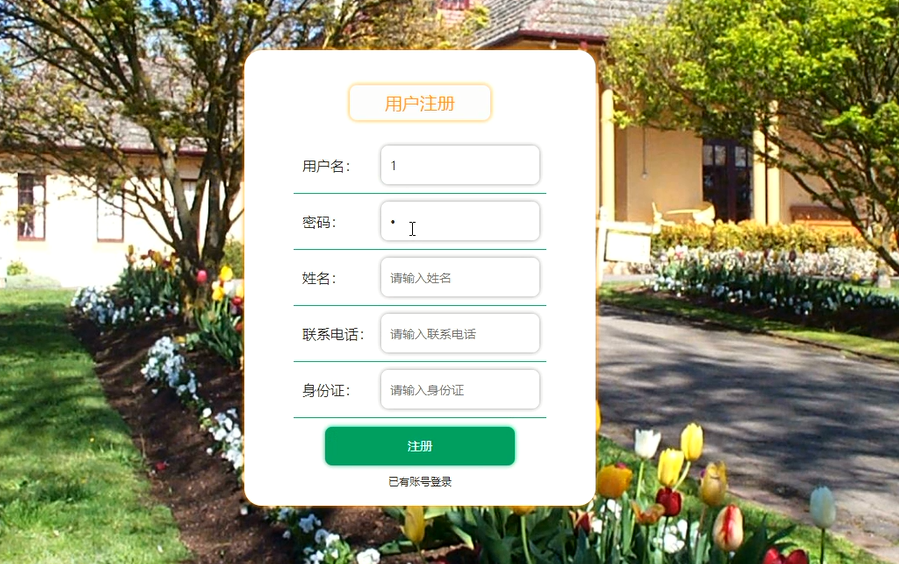 用户注册
用户名： 1
密码： •
姓名： 请输入姓名
联系电话： 请输入联系电话
身份证： 请输入身份证
注册
已有账号登录